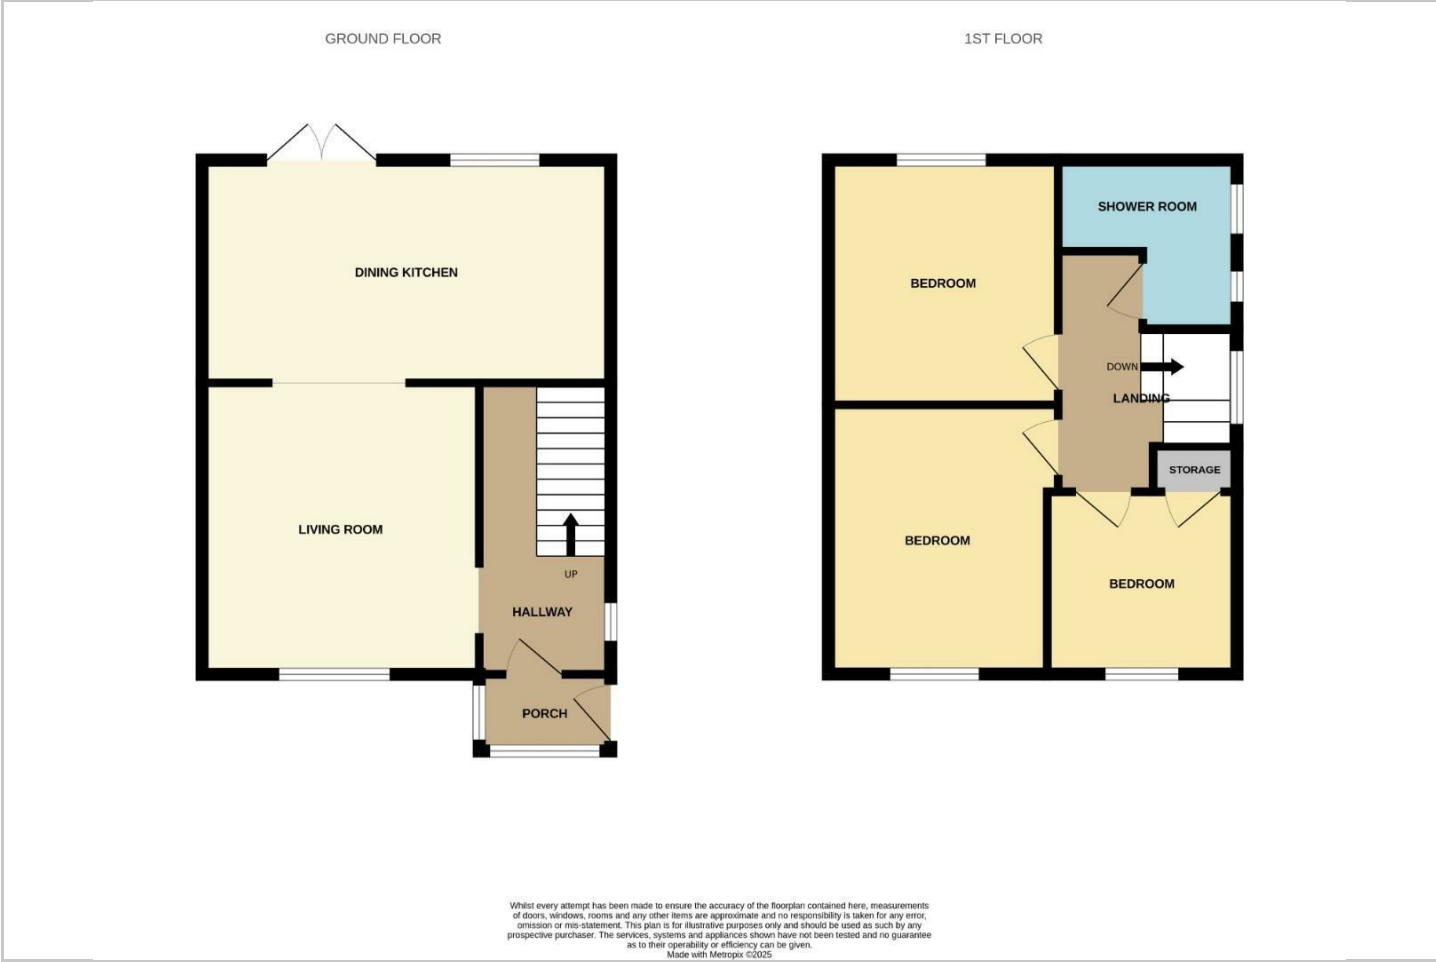 GROUND FLOOR
1ST FLOOR
DINING KITCHEN
LIVING ROOM
UP
HALLWAY
PORCH
SHOWER ROOM
BEDROOM
DOWN
LANDING
STORAGE
BEDROOM
BEDROOM
Whilst every attempt has been made to ensure the accuracy of the floorplan contained here, measurements
of doors, windows, rooms and any other items are approximate and no responsibility is taken for any error,
omission or mis-statement. This plan is for illustrative purposes only and should be used as such by any
prospective purchaser. The services, systems and appliances shown have not been tested and no guarantee
as to their operability or efficiency can be given.
Made with Metropix ©2025